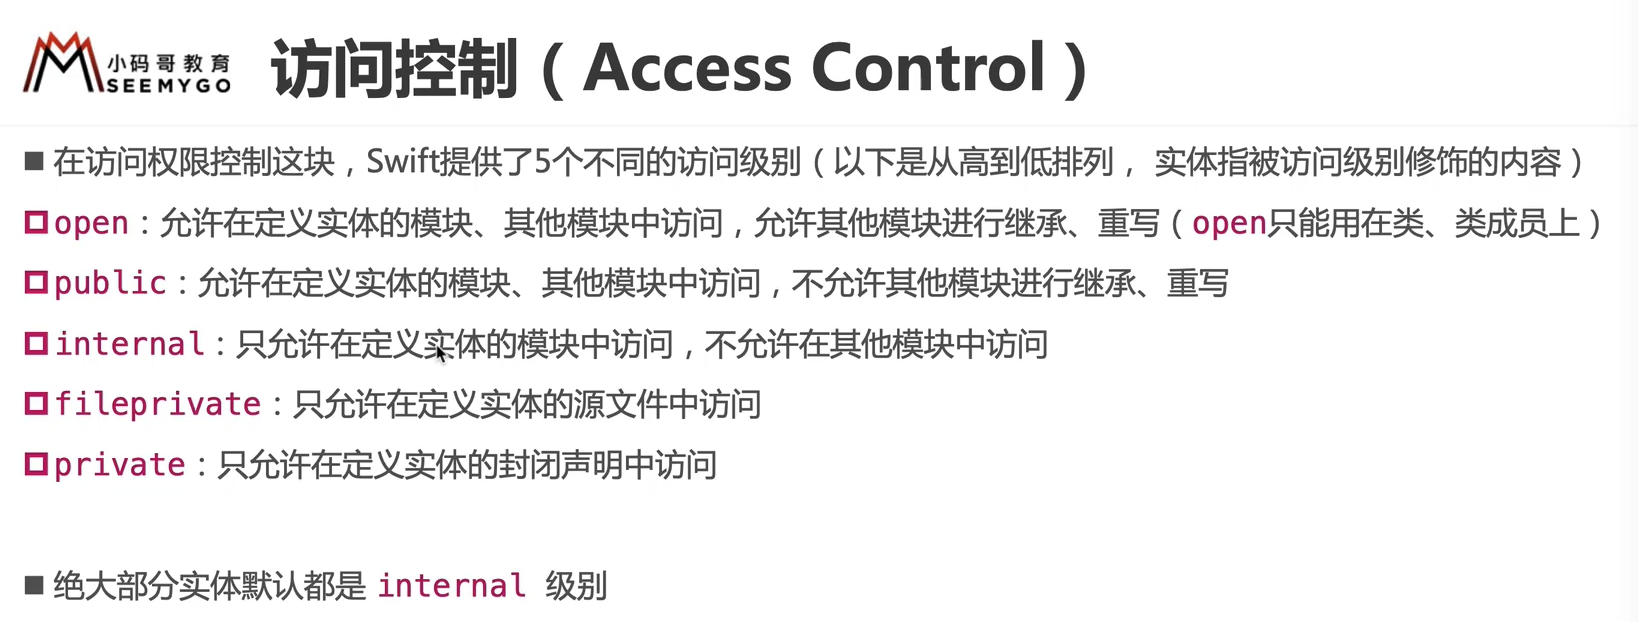 小码哥教育
SEEMYGO
访问控制（Access Control）
在访问权限控制这块，Swift提供了5个不同的访问级别（以下是从高到低排列， 实体指被访问级别修饰的内容）
open：允许在定义实体的模块、其他模块中访问，允许其他模块进行继承、重写（open只能用在类、类成员上）
public：允许在定义实体的模块、其他模块中访问，不允许其他模块进行继承、重写
internal：只允许在定义实体的模块中访问，不允许在其他模块中访问
fileprivate：只允许在定义实体的源文件中访问
private：只允许在定义实体的封闭声明中访问
绝大部分实体默认都是 internal 级别